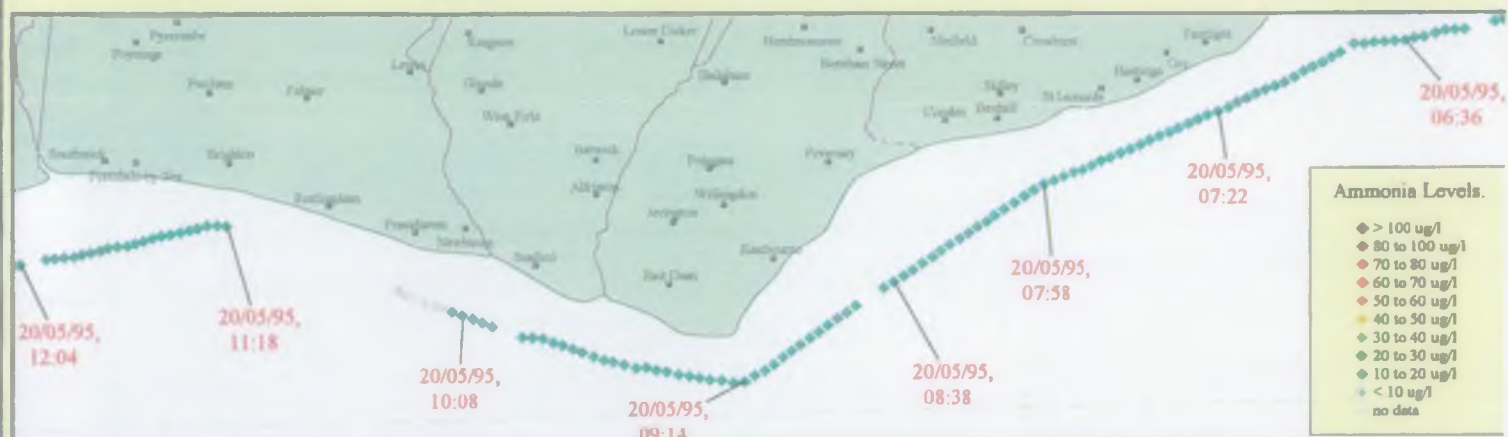 Pyecombe
Poynings
Kingston
Lower Dicker
Herstmonceux
Boreham Street
Ninfield
Crowhurst
Fairlight
Ore
Lewes
Glynde
Hailsham
Hastings
Sidley
St Leonards
Patcham
Falmer
West Firle
Cooden
Bexhill
Southwick
Portslade-by-Sea
Brighton
Berwick
Polegate
Pevensey
Alfriston
Willingdon
Jevington
Rottingdean
Peacehaven
Newhaven
Seaford
Eastbourne
East Dean
20/05/95,
06:36
20/05/95,
07:22
20/05/95,
07:58
20/05/95,
08:38
20/05/95,
09:14
20/05/95,
10:08
20/05/95,
11:18
20/05/95,
12:04
Ammonia Levels.
> 100 ug/l
80 to 100 ug/l
70 to 80 ug/l
60 to 70 ug/l
50 to 60 ug/l
40 to 50 ug/l
30 to 40 ug/l
20 to 30 ug/l
10 to 20 ug/l
< 10 ug/l
no data